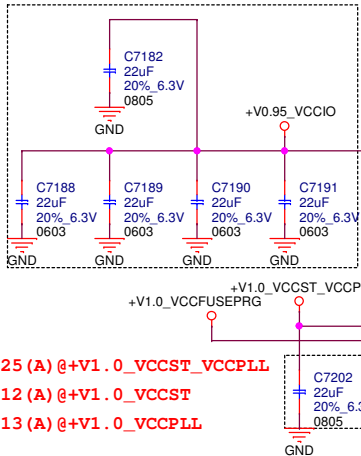 C7182
22uF
20%_6.3V
0805
GND
+V0.95_VCCIO
C7188
22uF
20%_6.3V
0603
GND
C7189
22uF
20%_6.3V
0603
GND
C7190
22uF
20%_6.3V
0603
GND
C7191
22uF
20%_6.3V
0603
GND
+V1.0_VCCST_VCCP
+V1.0_VCCFUSEPRG
25(A)@+V1.0_VCCST_VCCPLL
12(A)@+V1.0_VCCST
13(A)@+V1.0_VCCPLL
C7202
22uF
20%_6.3
0805
GND